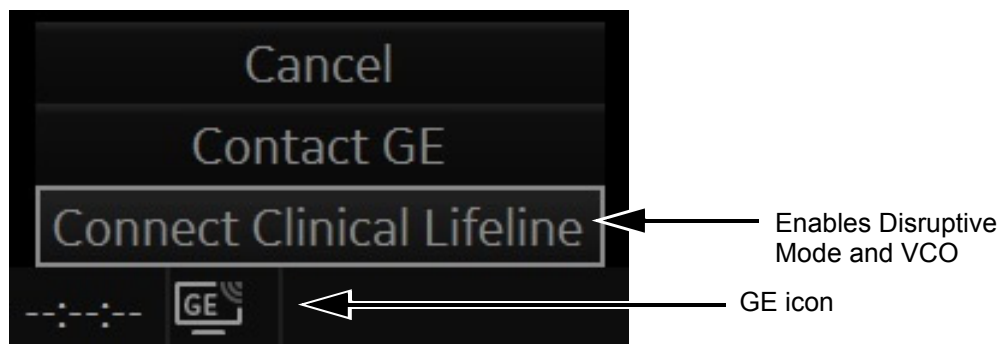 Cancel
Contact GE
Connect Clinical Lifeline
Enables Disruptive
Mode and VCO
--:--:-- GE
GE icon